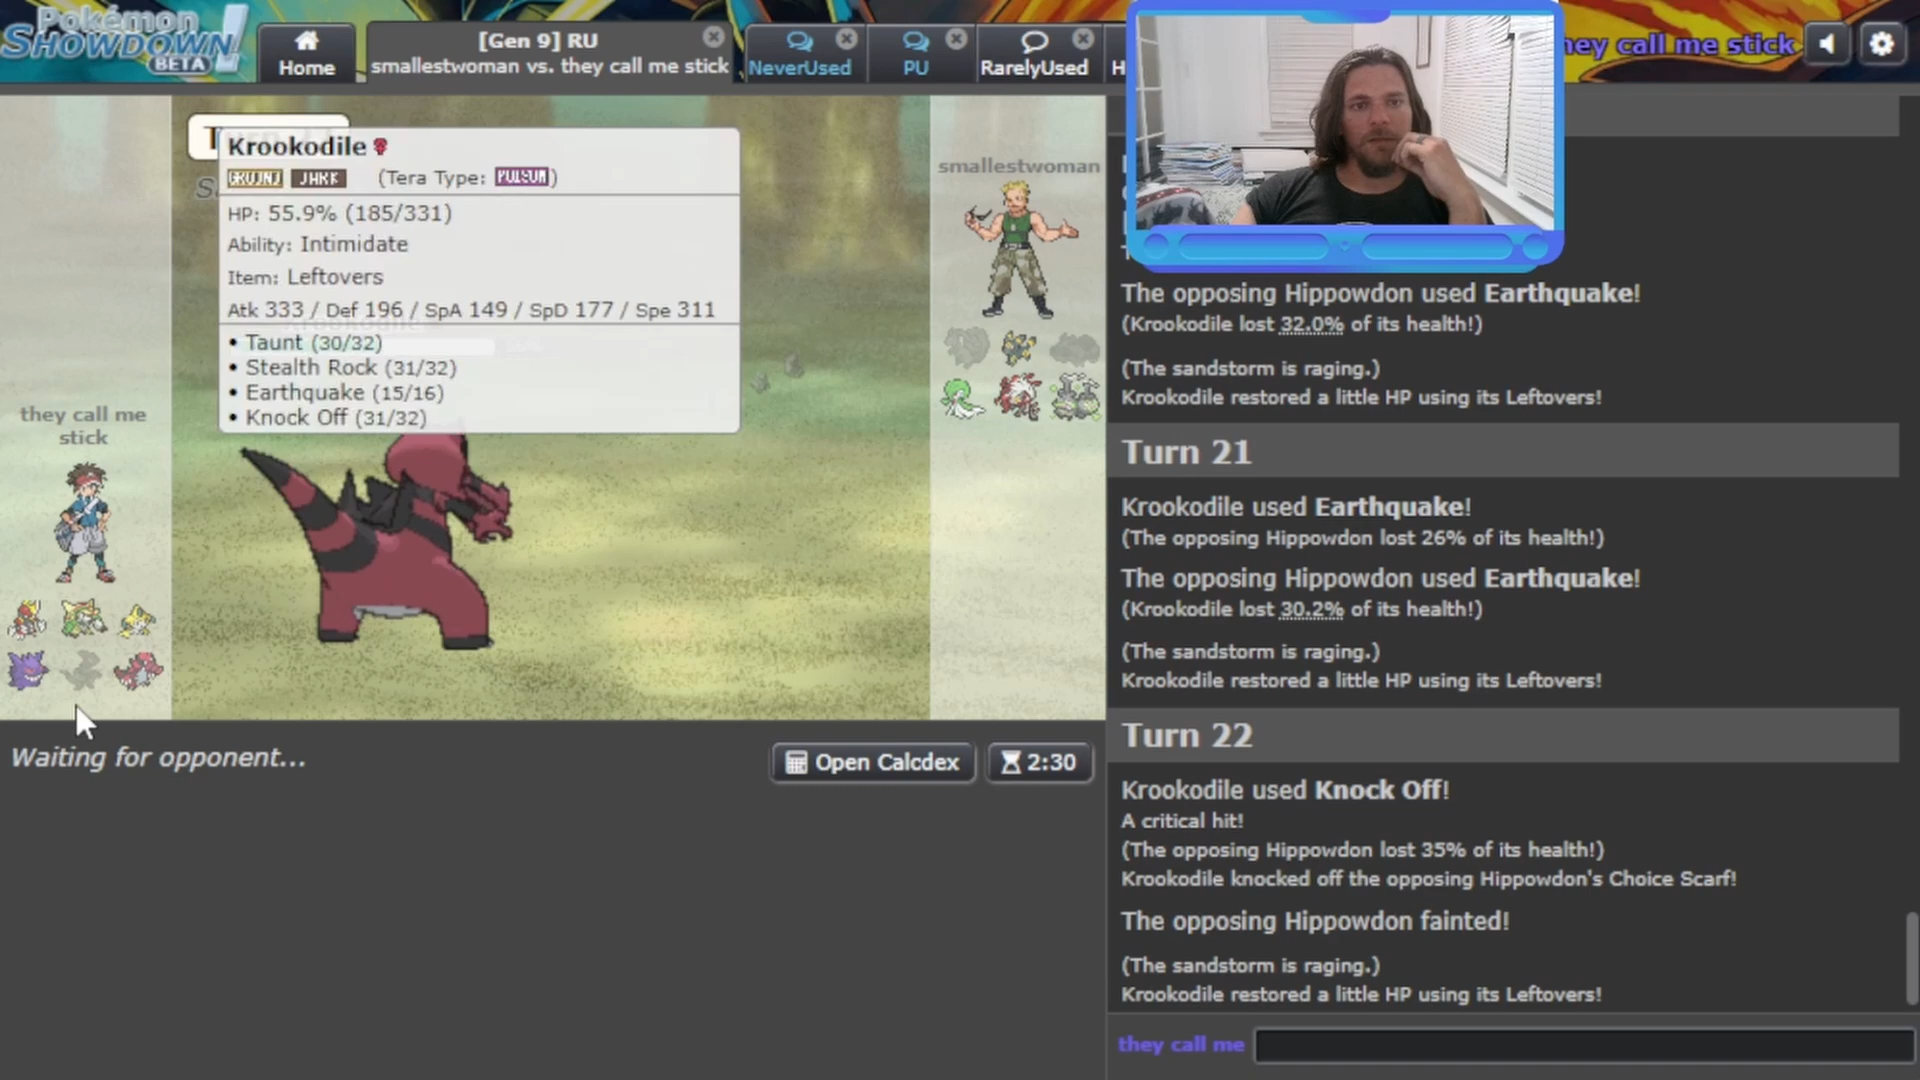 Pokémon
SHOWDOWN!
BETA
Home
[Gen 9] RU
smallestwoman vs. they call me stick
NeverUsed
PU
RarelyUsed
H
hey call me stick
Krookodile
GROUND DARK (Tera Type: POISON)
HP: 55.9% (185/331)
Ability: Intimidate
Item: Leftovers
Atk 333 / Def 196 / SpA 149 / SpD 177 / Spe 311
• Taunt (30/32)
• Stealth Rock (31/32)
• Earthquake (15/16)
• Knock Off (31/32)
smallestwoman
they call me
stick
Waiting for opponent...
Open Calcdex
2:30
The opposing Hippowdon used Earthquake!
(Krookodile lost 32.0% of its health!)
(The sandstorm is raging.)
Krookodile restored a little HP using its Leftovers!
Turn 21
Krookodile used Earthquake!
(The opposing Hippowdon lost 26% of its health!)
The opposing Hippowdon used Earthquake!
(Krookodile lost 30.2% of its health!)
(The sandstorm is raging.)
Krookodile restored a little HP using its Leftovers!
Turn 22
Krookodile used Knock Off!
A critical hit!
(The opposing Hippowdon lost 35% of its health!)
Krookodile knocked off the opposing Hippowdon's Choice Scarf!
The opposing Hippowdon fainted!
(The sandstorm is raging.)
Krookodile restored a little HP using its Leftovers!
they call me